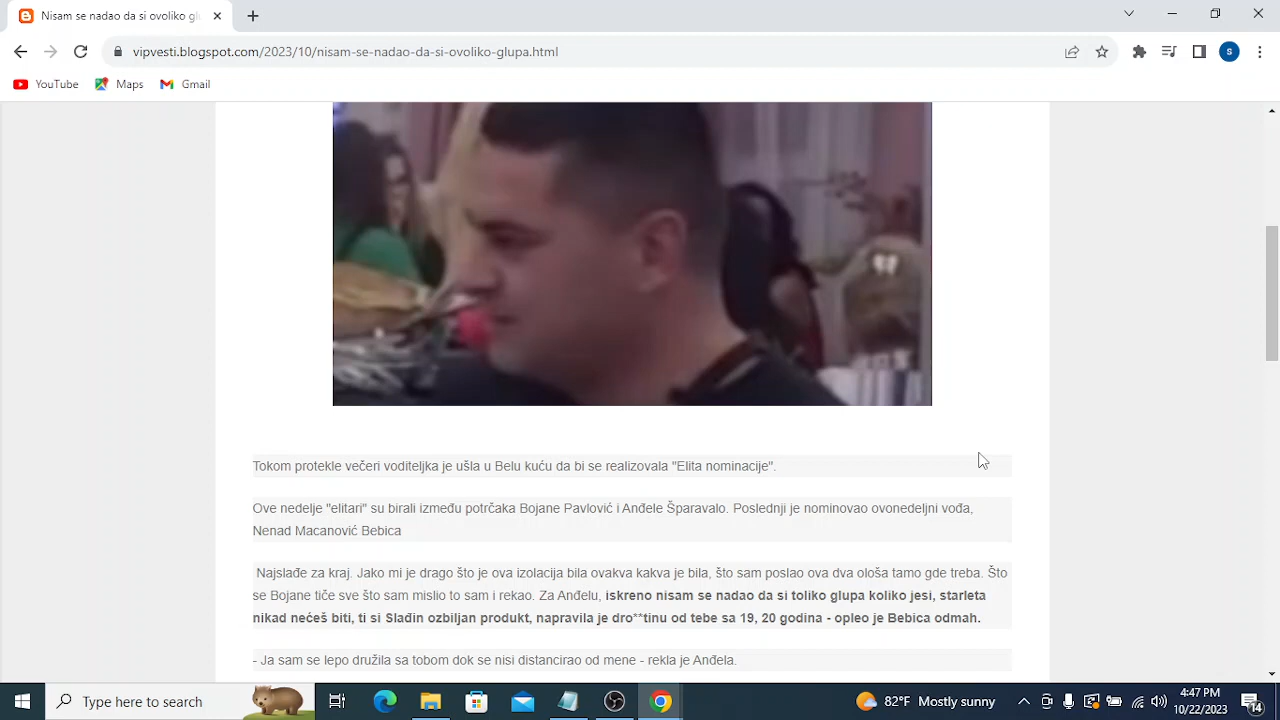 Nisam se nadao da si ovoliko glu
vipvesti.blogspot.com/2023/10/nisam-se-nadao-da-si-ovoliko-glupa.html
S
YouTube
Maps
Gmail
Tokom protekle večeri voditeljka je ušla u Belu kuću da bi se realizovala "Elita nominacije".
Ove nedelje "elitari" su birali između potrčaka Bojane Pavlović i Anđele Šparavalo. Poslednji je nominovao ovonedeljni vođa,
Nenad Macanović Bebica
Najslađe za kraj. Jako mi je drago što je ova izolacija bila ovakva kakva je bila, što sam poslao ova dva ološa tamo gde treba. Što
se Bojane tiče sve što sam mislio to sam i rekao. Za Anđelu, iskreno nisam se nadao da si toliko glupa koliko jesi, starleta
nikad nećeš biti, ti si Slađin ozbiljan produkt, napravila je dro**tinu od tebe sa 19, 20 godina - opleo je Bebica odmah.
- Ja sam se lepo družila sa tobom dok se nisi distancirao od mene - rekla je Anđela.
Type here to search
82°F Mostly sunny
4:47 PM
10/22/2023
14